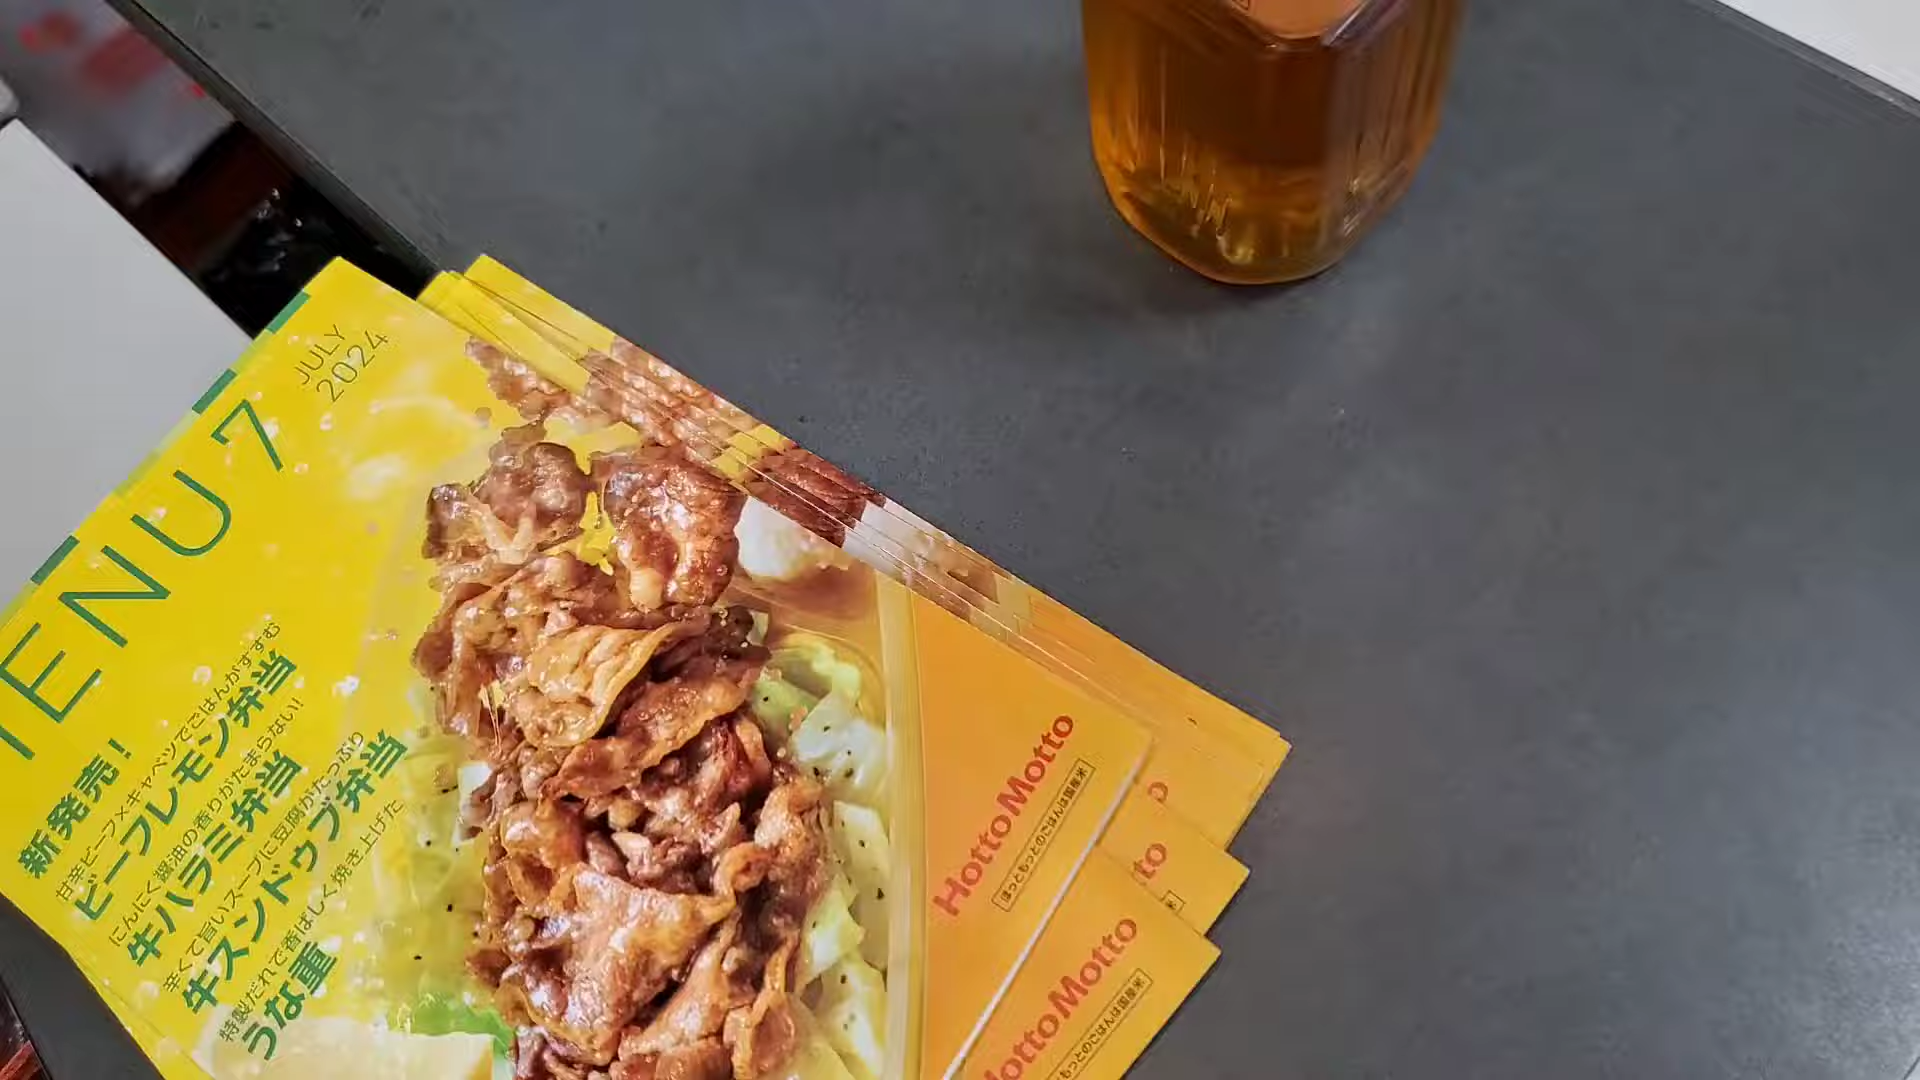 JULY
2024
ENU 7
新発売!
甘辛ビーフ×キャベツでごはんがすすむ
ビーフレモン弁当
にんにく醤油の香りがたまらない!
牛ハラミ弁当
辛くて旨いスープに豆腐がたっぷり
牛スンドゥブ弁当
特製だれで香ばしく焼き上げた
うな重
HottoMotto
ほっともっとのごはんは国産米
to
米
ottoMotto
もっとのごはんは国産米